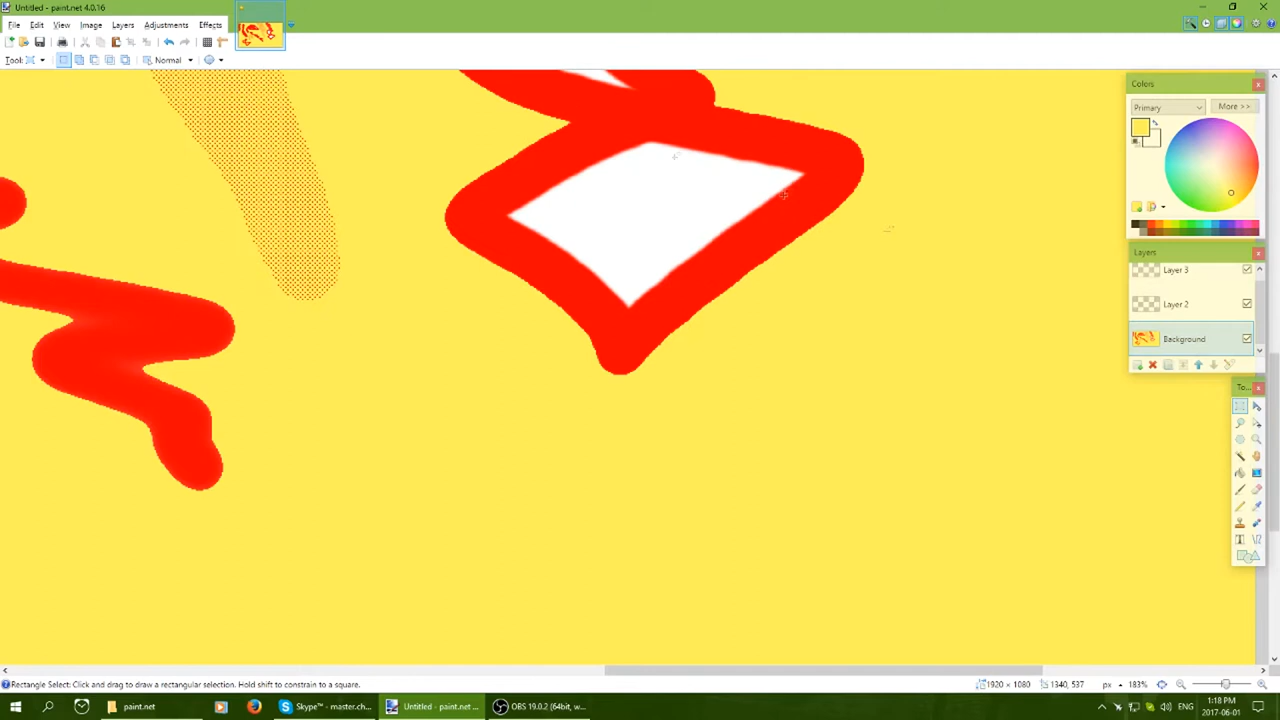 Untitled - paint.net 4.0.16
File Edit View Image Layers Adjustments Effects
Tool: Normal
Colors
Primary More >>
Layers
Layer 3
Layer 2
Background
To...
Rectangle Select: Click and drag to draw a rectangular selection. Hold shift to constrain to a square.
1920 × 1080 1340, 537 px 183%
paint.net Skype™ - master.ch... Untitled - paint.net ... OBS 19.0.2 (64bit, w... ENG 1:18 PM
2017-06-01